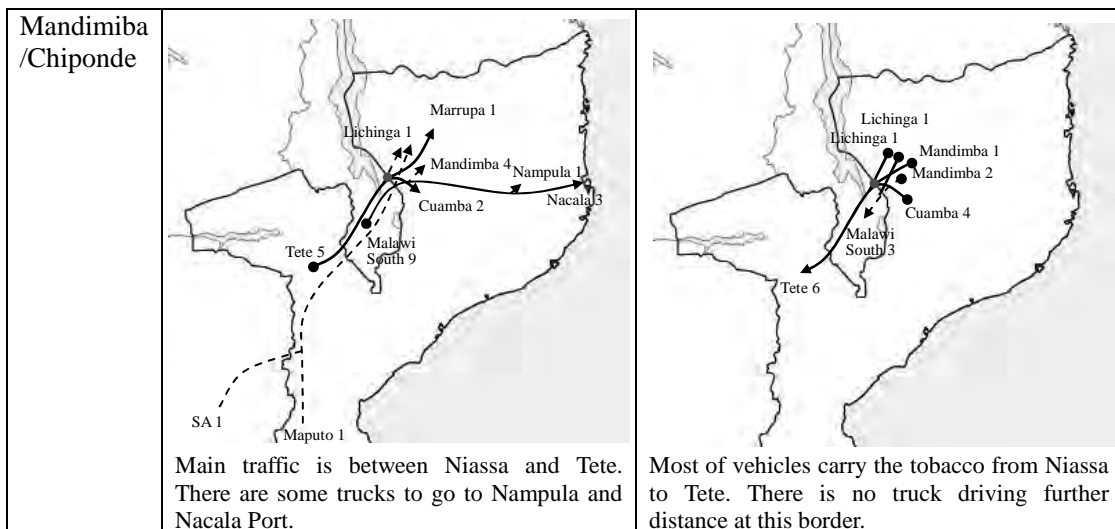 Mandimiba
/Chiponde
Marrupa 1
Lichinga 1
Mandimba 4
Nampula 1
Cuamba 2
Nacala 3
Tete 5
Malawi
South 9
SA 1
Maputo 1
Main traffic is between Niassa and Tete.
There are some trucks to go to Nampula and
Nacala Port.
Lichinga 1
Lichinga 1
Mandimba 1
Mandimba 2
Cuamba 4
Malawi
South 3
Tete 6
Most of vehicles carry the tobacco from Niassa
to Tete. There is no truck driving further
distance at this border.